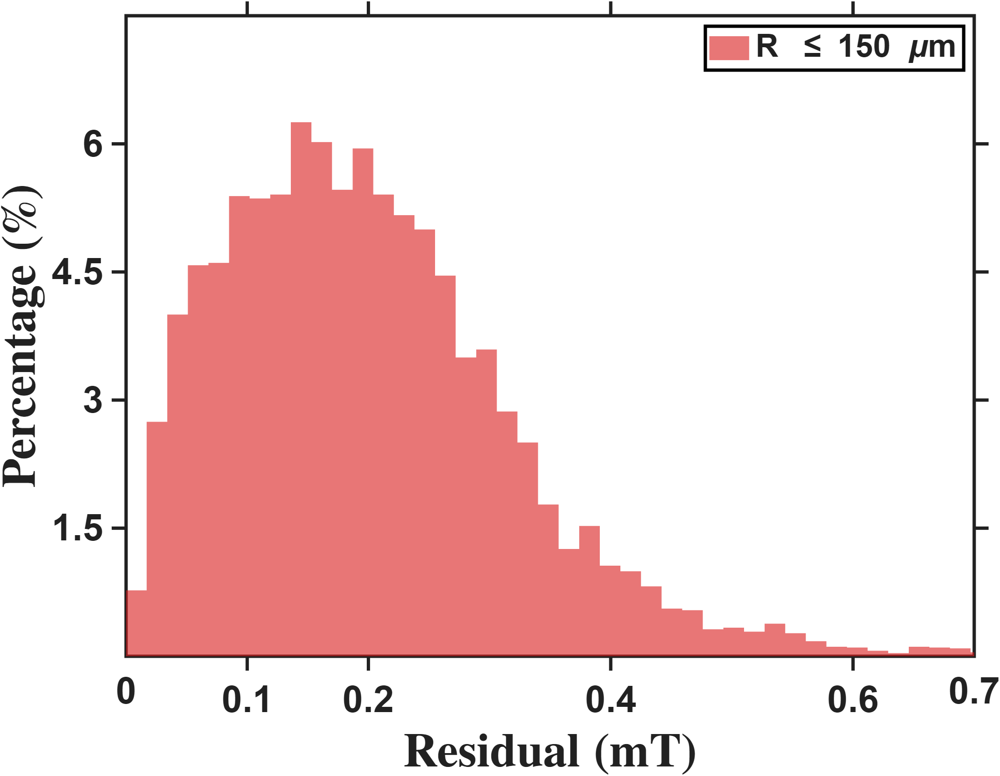 R ≤ 150 μm
6
4.5
3
1.5
Percentage (%)
0 0.1 0.2 0.4 0.6 0.7
Residual (mT)